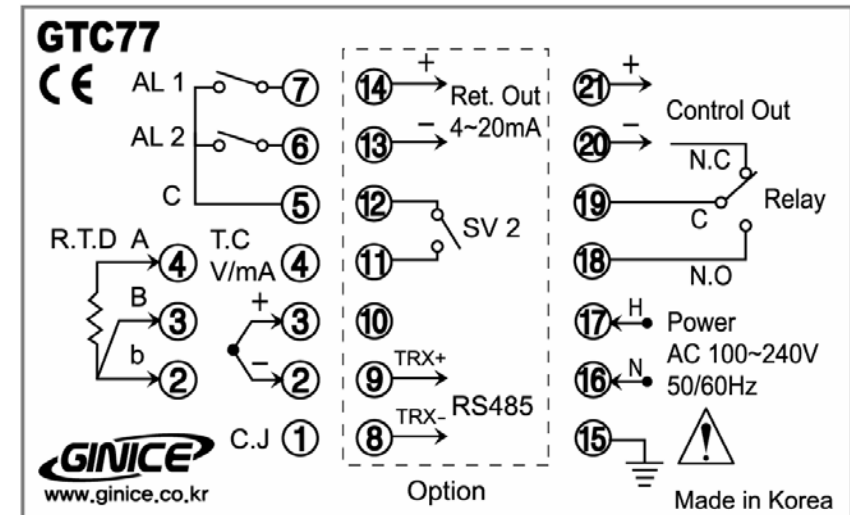 GTC77
CE
AL 1
7
AL 2
6
C
5
R.T.D A
4
B
3
b
2
T.C
V/mA
4
+
3
−
2
C.J
1
GINICE
www.ginice.co.kr
14
+
Ret. Out
4~20mA
13
−
12
SV 2
11
10
9
TRX+
RS485
8
TRX-
Option
21
+
Control Out
20
−
N.C
19
C
Relay
18
N.O
17
H
Power
AC 100~240V
50/60Hz
16
N
15
!
Made in Korea